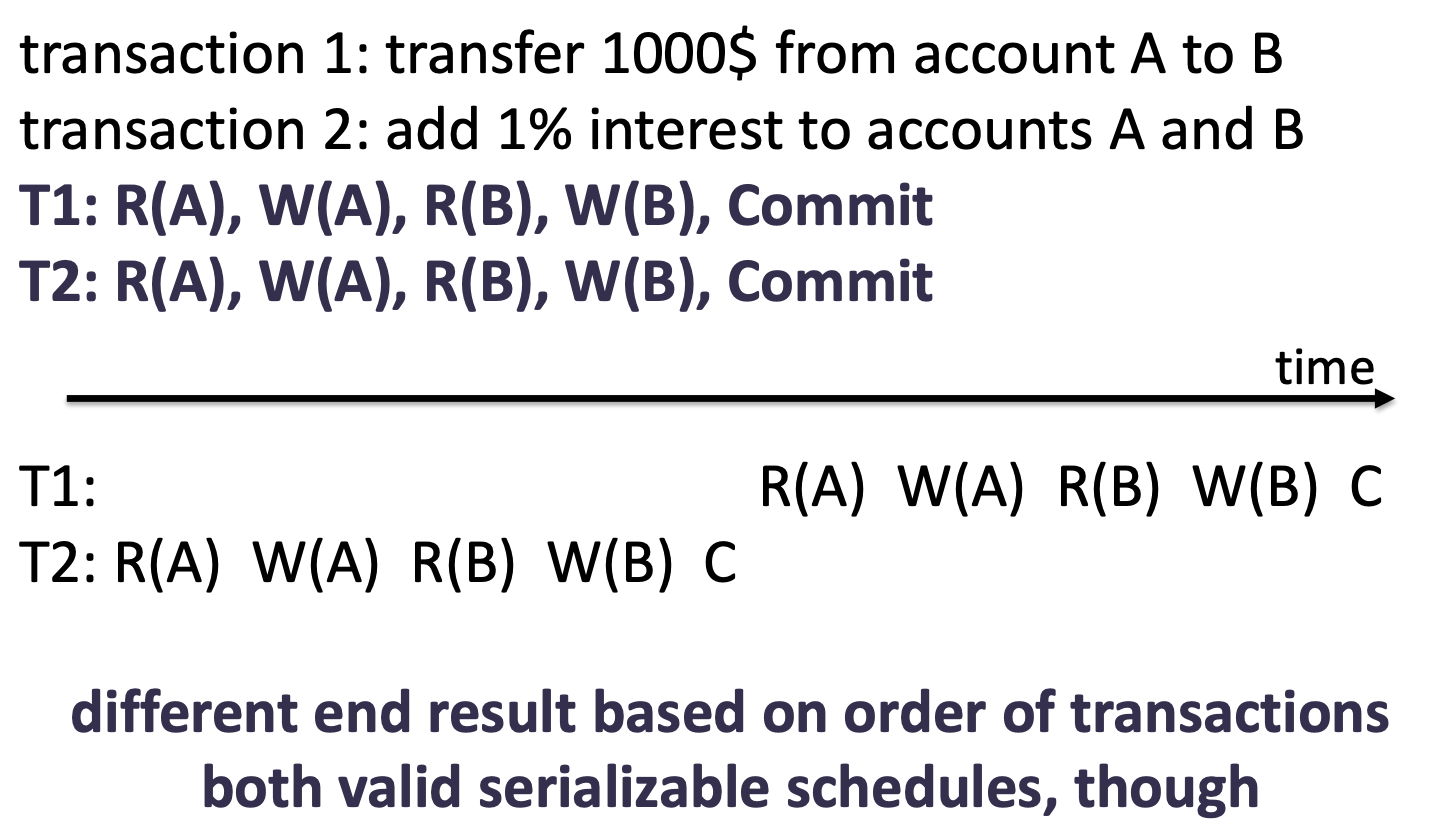 transaction 1: transfer 1000$ from account A to B
transaction 2: add 1% interest to accounts A and B
T1: R(A), W(A), R(B), W(B), Commit
T2: R(A), W(A), R(B), W(B), Commit
time
T1: R(A) W(A) R(B) W(B) C
T2: R(A) W(A) R(B) W(B) C
different end result based on order of transactions
both valid serializable schedules, though